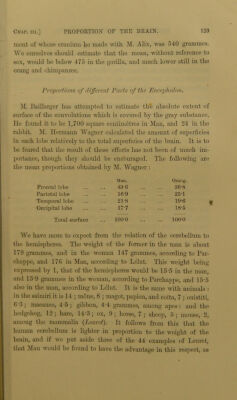 CHAP. III.] PROPORTION OF THE BRAIN. 159
ment of whose cranium he made with M. Alix, was 540 grammes.
We ourselves should estimate that the mean, without reference to
sex, would be below 475 in the gorilla, and much lower still in the
orang and chimpanzee.
Proportions of different Parts of the Encephalon.
M. Baillarger has attempted to estimate the absolute extent of
surface of the convolutions which is covered by the grey substance.
He found it to be 1,700 square centimètres in Man, and 24 in the
rabbit. M. Hermann Wagner calculated the amount of superficies
in each lobe relatively to the total superficies of the brain. It is to
be feared that the result of these efforts has not been of much im-
portance, though they should be encouraged. The following are
the mean proportions obtained by M. Wagner:
Man. Orang.
Frontal lobe ... ... 43·6 ... 36·8
Parietal lobe ... ... 16·9 ... 25·1
Temporal lobe ... ... 21·8 ... 19·6
Occipital lobe ... ... 17·7 ... 18·5
Total surface ... 100·0 ... 100·0
We have more to expect from the relation of the cerebellum to
the hemispheres. The weight of the former in the man is about
179 grammes, and in the woman 147 grammes, according to Par-
chappe, and 176 in Man, according to Lélut. This weight being
expressed by 1, that of the hemispheres would be 15·5 in the man,
and 15·9 grammes in the woman, according to Parchappe, and 15·5
also in the man, according to Lélut. It is the same with animals:
in the saïmiri it is 14; mône, 8; magot, papion, and coita, 7; ouistiti,
6·3; macacus, 4·5; gibbon, 4·4 grammes, among apes: and the
hedgehog, 12; hare, 14·3; ox, 9; horse, 7; sheep, 5; mouse, 2,
among the mammalia (Leuret). It follows from this that the
human cerebellum is lighter in proportion to the weight of the
brain, and if we put aside three of the 44 examples of Leuret,
that Man would be found to have the advantage in this respect, as